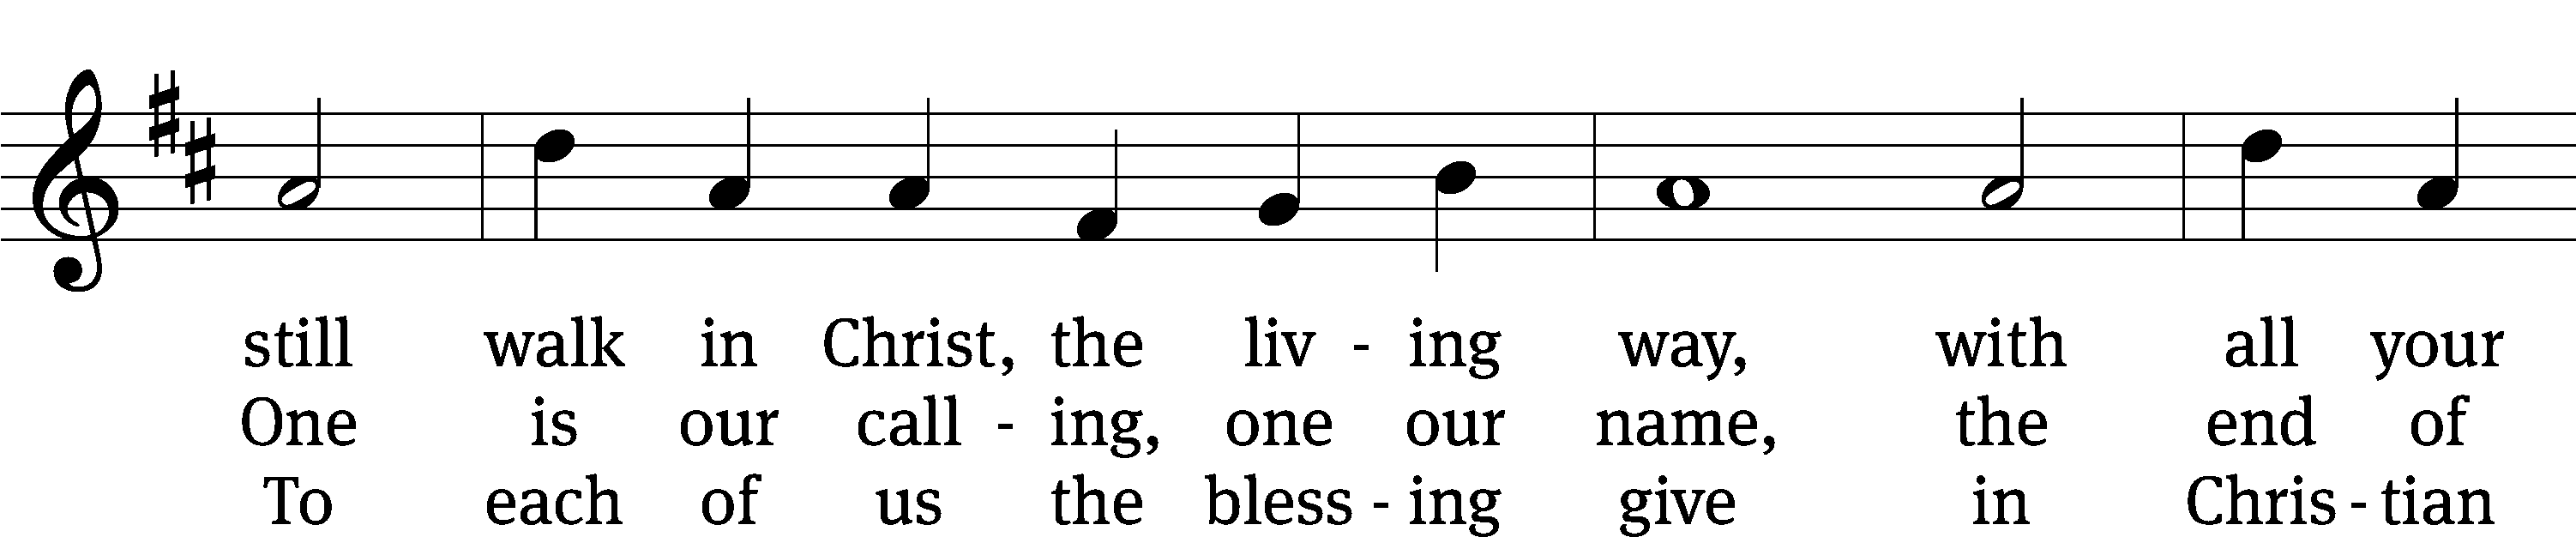 still walk in Christ, the liv - ing way, with all your
One is our call - ing, one our name, the end of
To each of us the bless - ing give in Chris - tian